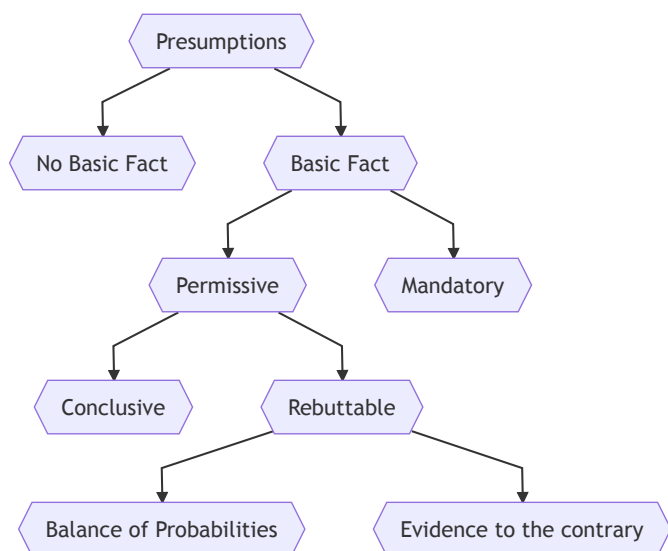 Presumptions
No Basic Fact
Basic Fact
Permissive
Mandatory
Conclusive
Rebuttable
Balance of Probabilities
Evidence to the contrary